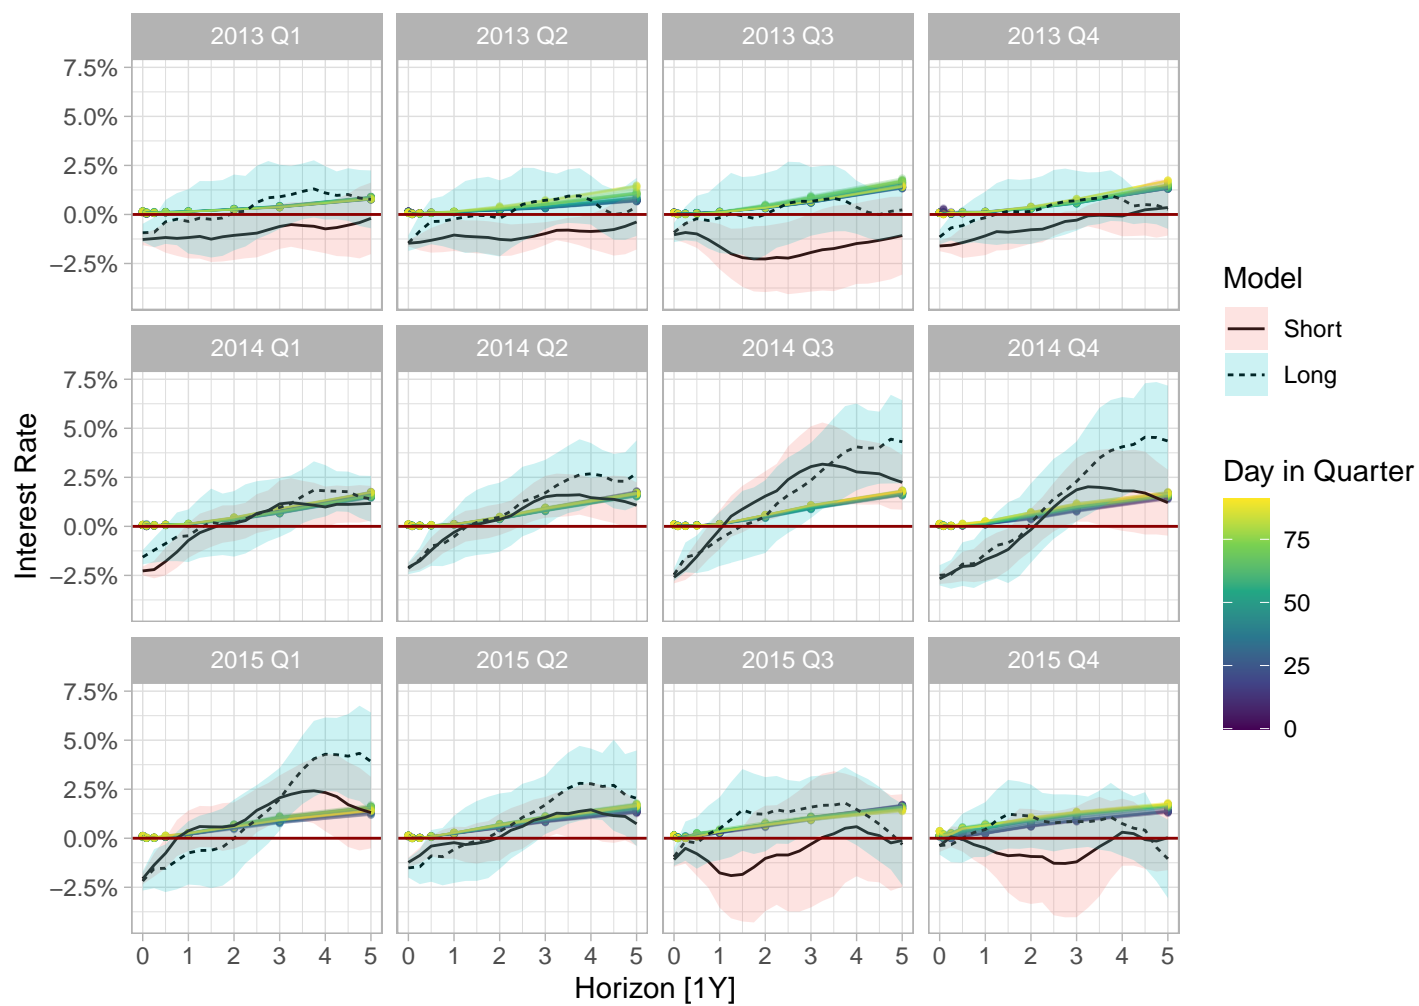 2013 Q1 2013 Q2 2013 Q3 2013 Q4
7.5%
5.0%
2.5%
0.0%
−2.5%
2014 Q1 2014 Q2 2014 Q3 2014 Q4
7.5%
5.0%
2.5%
0.0%
−2.5%
2015 Q1 2015 Q2 2015 Q3 2015 Q4
7.5%
5.0%
2.5%
0.0%
−2.5%
0 1 2 3 4 5 0 1 2 3 4 5 0 1 2 3 4 5 0 1 2 3 4 5
Horizon [1Y]
Interest Rate
Model
Short
Long
Day in Quarter
75
50
25
0